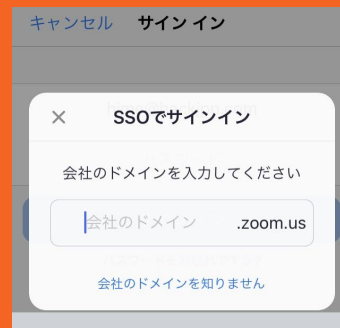 キャンセル サイン イン
SSOでサインイン
会社のドメインを入力してください
会社のドメイン .zoom.us
会社のドメインを知りません